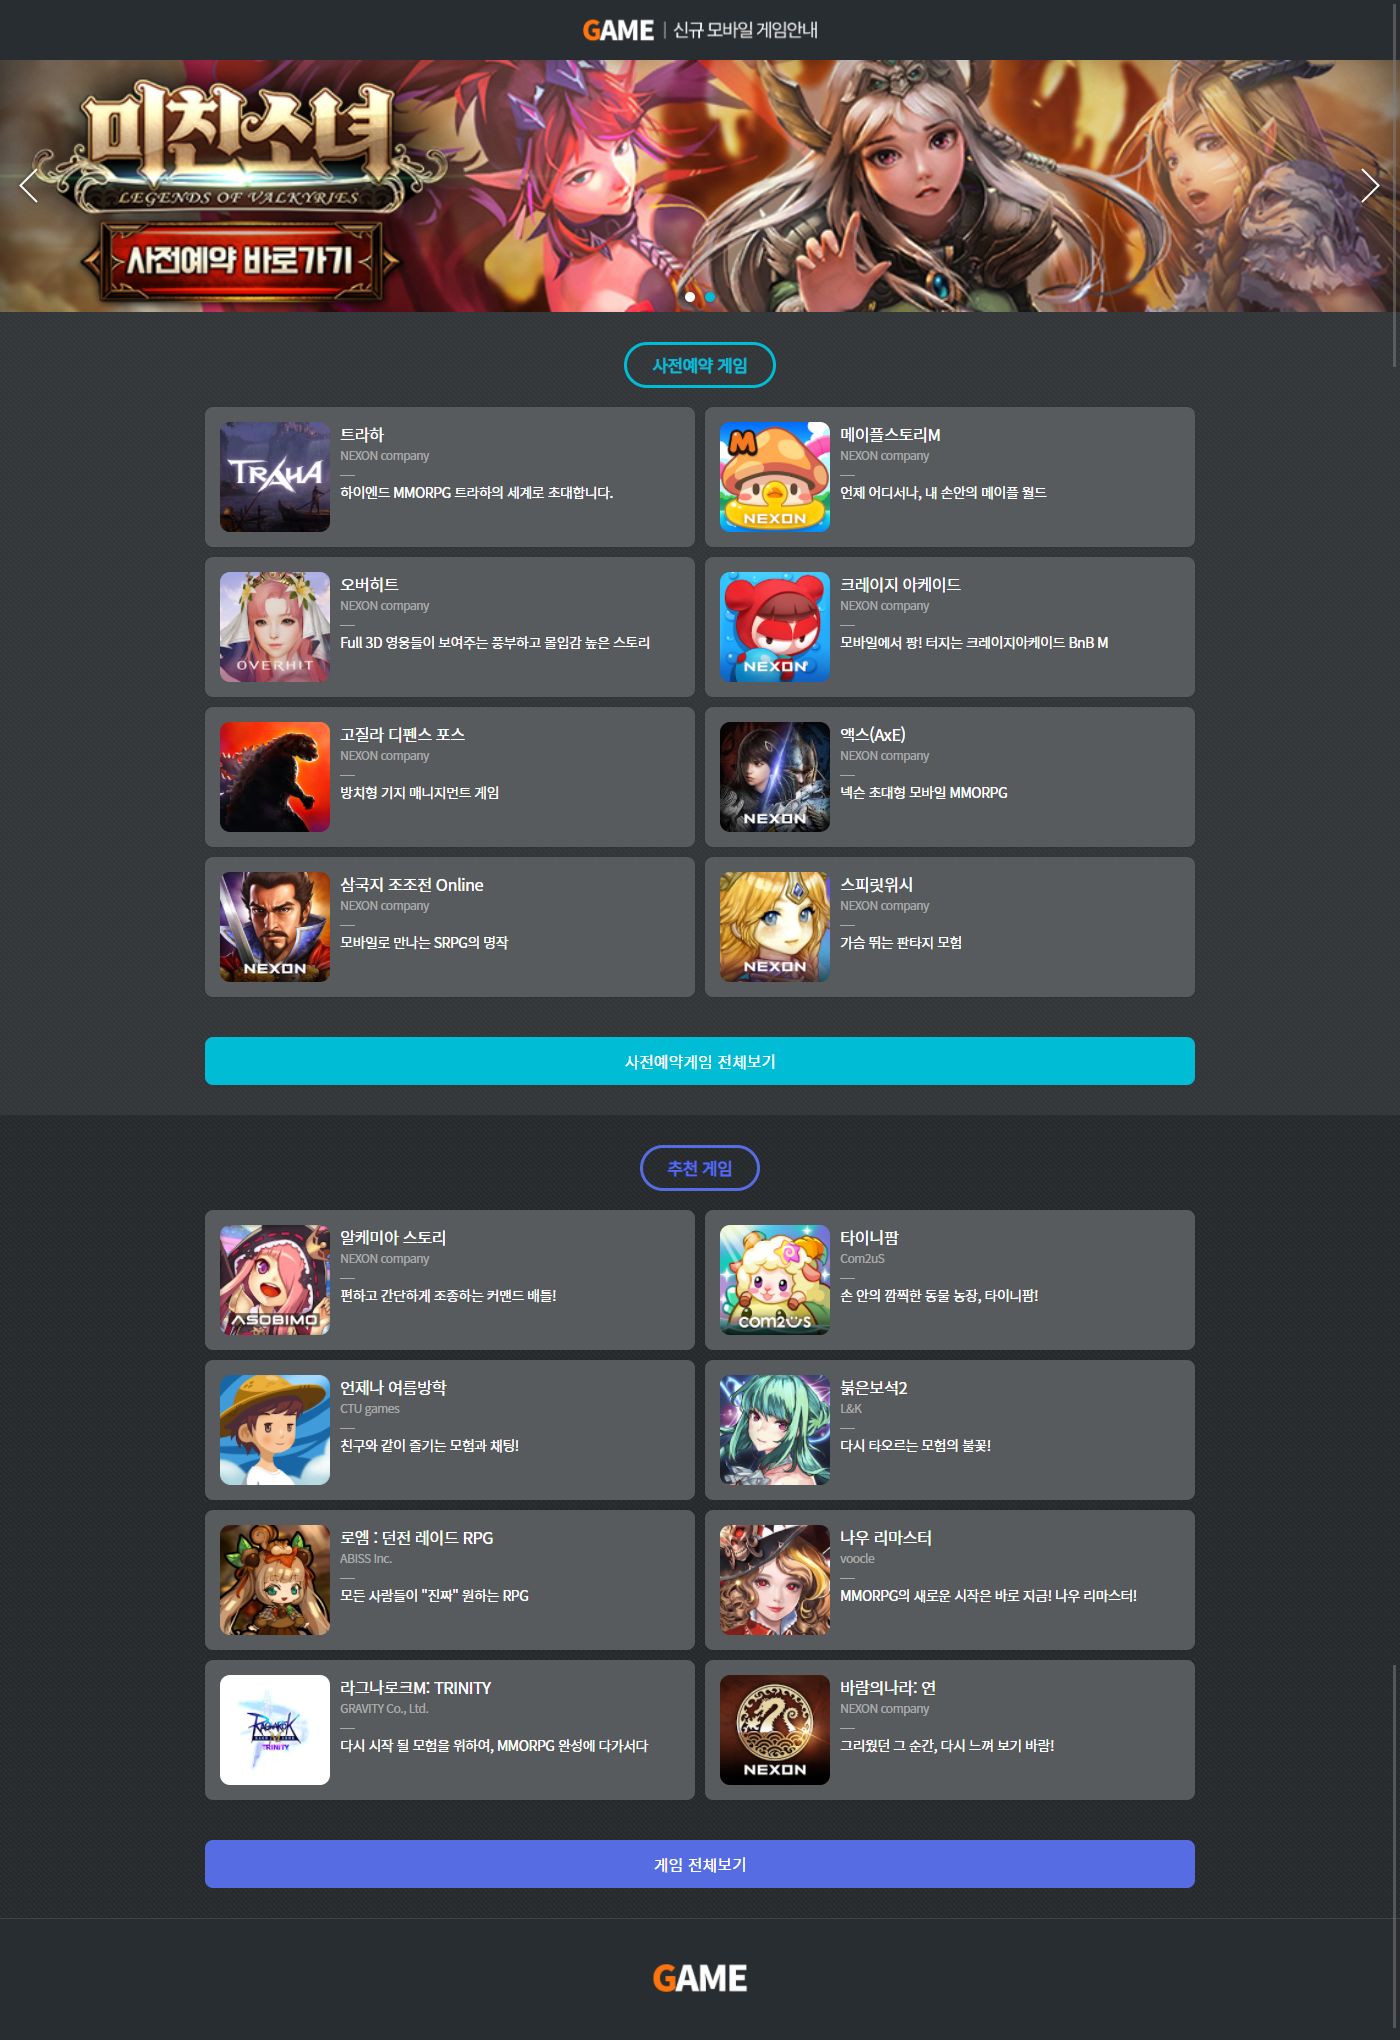 GAME | 신규 모바일 게임안내
미친소녀
LEGENDS OF VALKYRIES
사전예약 바로가기
사전예약 게임
TRAHA
트라하
NEXON company
하이엔드 MMORPG 트라하의 세계로 초대합니다.
M
NEXON
메이플스토리M
NEXON company
언제 어디서나, 내 손안의 메이플 월드
OVERHIT
오버히트
NEXON company
Full 3D 영웅들이 보여주는 풍부하고 몰입감 높은 스토리
NEXON
크레이지 아케이드
NEXON company
모바일에서 팡! 터지는 크레이지아케이드 BnB M
고질라 디펜스 포스
NEXON company
방치형 기지 매니지먼트 게임
NEXON
액스(AxE)
NEXON company
넥슨 초대형 모바일 MMORPG
NEXON
삼국지 조조전 Online
NEXON company
모바일로 만나는 SRPG의 명작
NEXON
스피릿위시
NEXON company
가슴 뛰는 판타지 모험
사전예약게임 전체보기
추천 게임
ASOBIMO
알케미아 스토리
NEXON company
편하고 간단하게 조종하는 커맨드 배틀!
com2us
타이니팜
Com2uS
손 안의 깜찍한 동물 농장, 타이니팜!
언제나 여름방학
CTU games
친구와 같이 즐기는 모험과 채팅!
붉은보석2
L&K
다시 타오르는 모험의 불꽃!
로엠 : 던전 레이드 RPG
ABISS Inc.
모든 사람들이 "진짜" 원하는 RPG
나우 리마스터
voocle
MMORPG의 새로운 시작은 바로 지금! 나우 리마스터!
RAGNAROK
TRINITY
라그나로크M: TRINITY
GRAVITY Co., Ltd.
다시 시작 될 모험을 위하여, MMORPG 완성에 다가서다
NEXON
바람의나라: 연
NEXON company
그리웠던 그 순간, 다시 느껴 보기 바람!
게임 전체보기
GAME